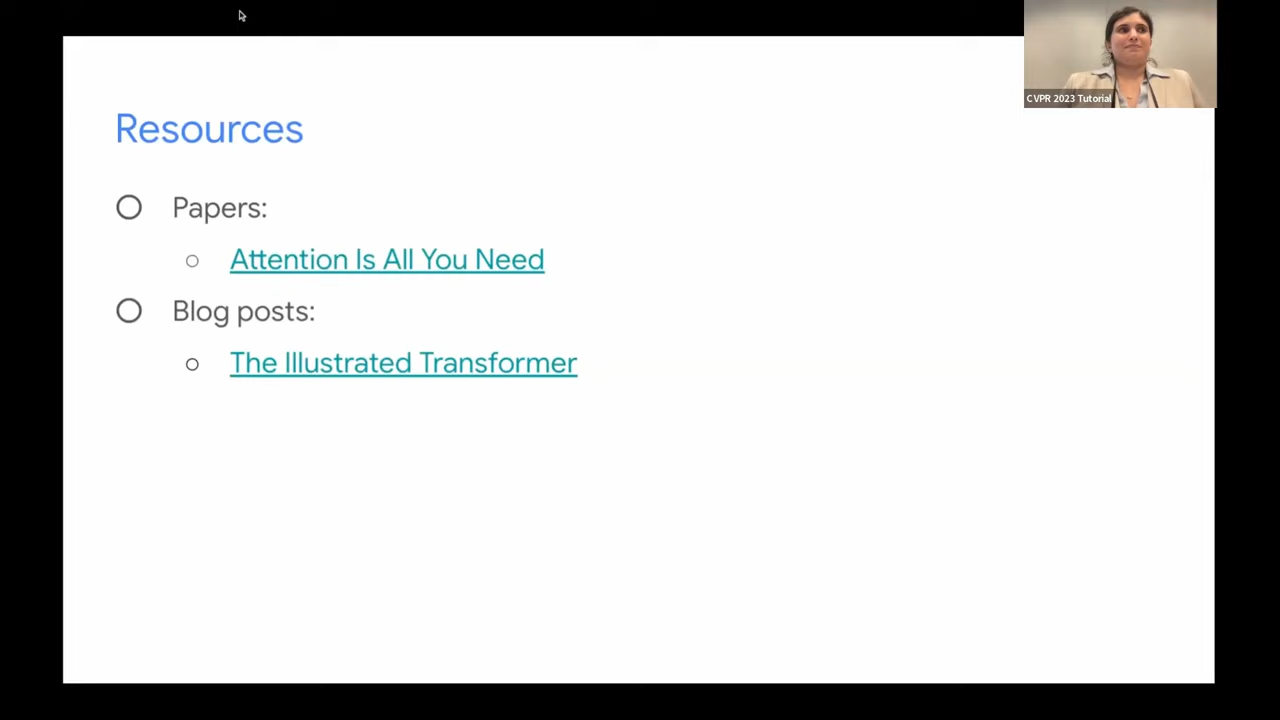 Resources
Papers:
Attention Is All You Need
Blog posts:
The Illustrated Transformer
CVPR 2023 Tutorial